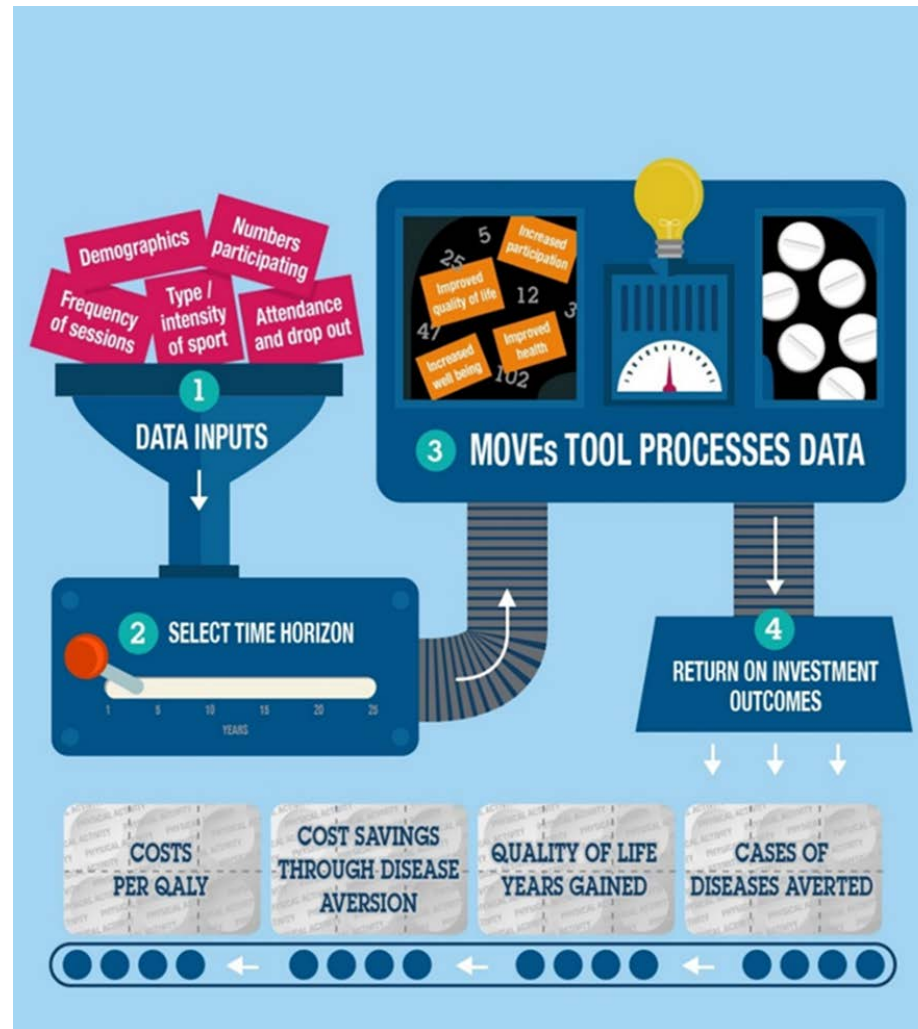 Demographics
Numbers
participating
Frequency
of sessions
Type /
intensity
of sport
Attendance
and drop out
1
DATA INPUTS
2 SELECT TIME HORIZON
1 5 10 15 20 25
YEARS
5
25
12
3
47
102
Increased
participation
Improved
quality of life
Improved
health
Increased
well being
3 MOVEs TOOL PROCESSES DATA
4
RETURN ON INVESTMENT
OUTCOMES
COSTS
PER QALY
COST SAVINGS
THROUGH DISEASE
AVERSION
QUALITY OF LIFE
YEARS GAINED
CASES OF
DISEASES AVERTED
PHYSICAL ACTIVITY